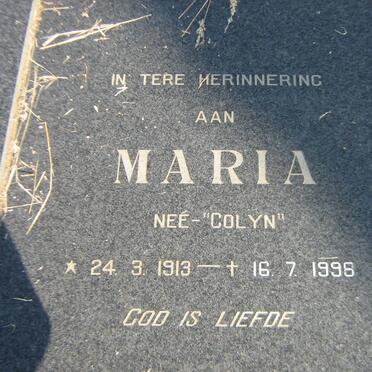 IN TERE HERINNERING
AAN
MARIA
NEÉ-"COLYN"
* 24. 3. 1913 — † 16. 7. 1998
GOD IS LIEFDE